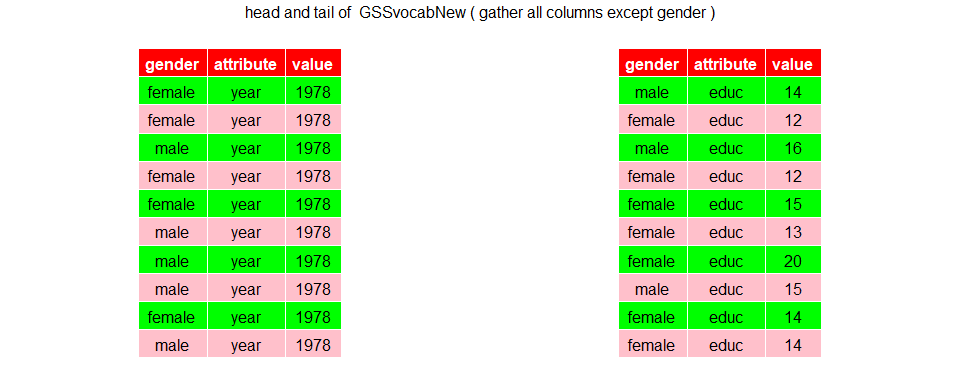 head and tail of GSSvocabNew ( gather all columns except gender )
gender attribute value
female year 1978
female year 1978
male year 1978
female year 1978
female year 1978
male year 1978
male year 1978
male year 1978
female year 1978
male year 1978
gender attribute value
male educ 14
female educ 12
male educ 16
female educ 12
female educ 15
female educ 13
female educ 20
male educ 15
female educ 14
female educ 14